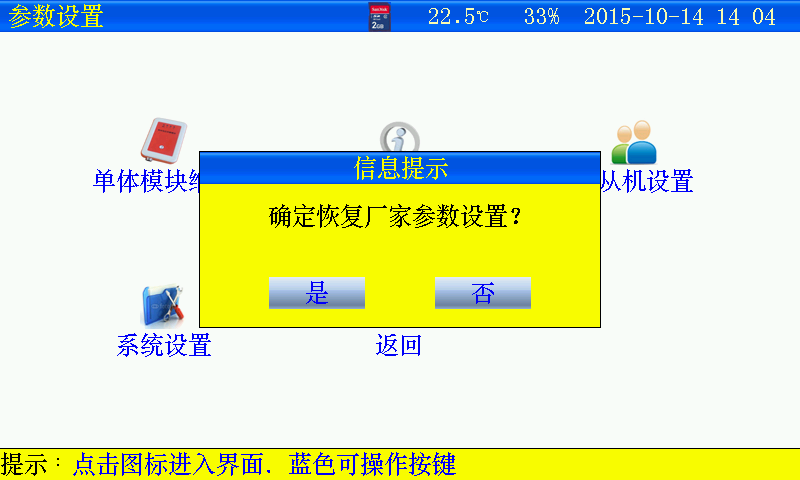 参数设置
22.5℃ 33% 2015-10-14 14 04
SanDisk
2GB
信息提示
单体模块
从机设置
确定恢复厂家参数设置？
是 否
系统设置 返回
提示：点击图标进入界面．蓝色可操作按键